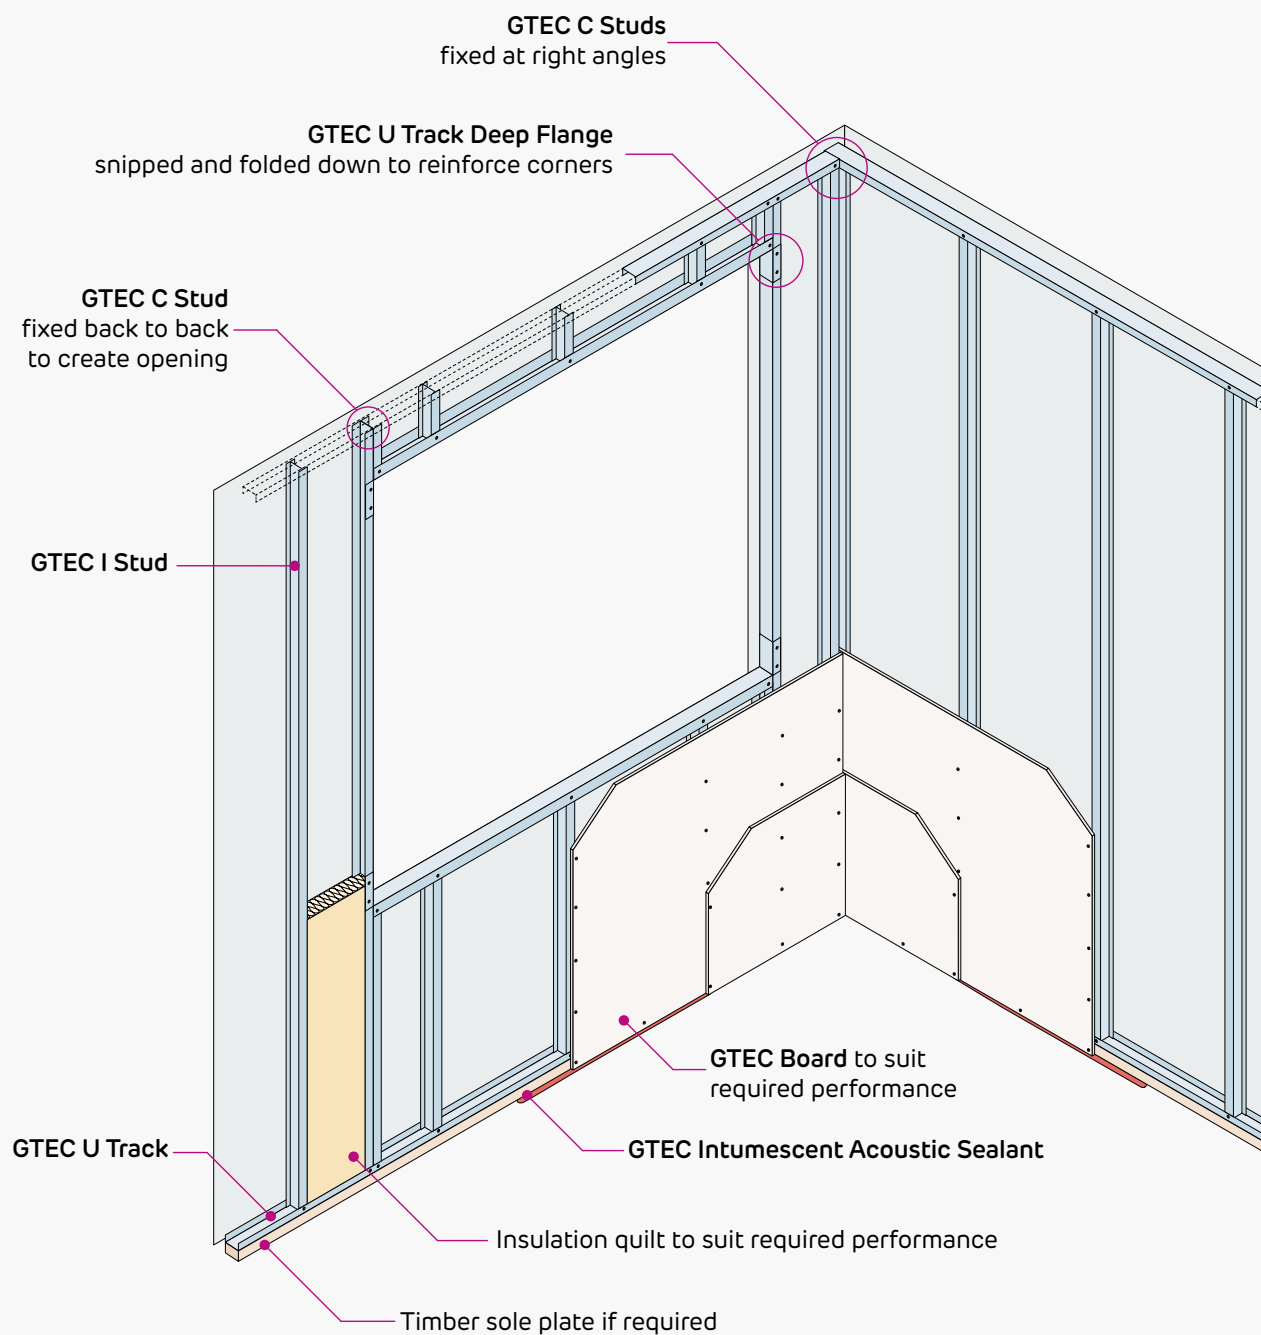 GTEC C Studs
fixed at right angles
GTEC U Track Deep Flange
snipped and folded down to reinforce corners
GTEC C Stud
fixed back to back
to create opening
GTEC I Stud
GTEC Board to suit
required performance
GTEC U Track
GTEC Intumescent Acoustic Sealant
Insulation quilt to suit required performance
Timber sole plate if required